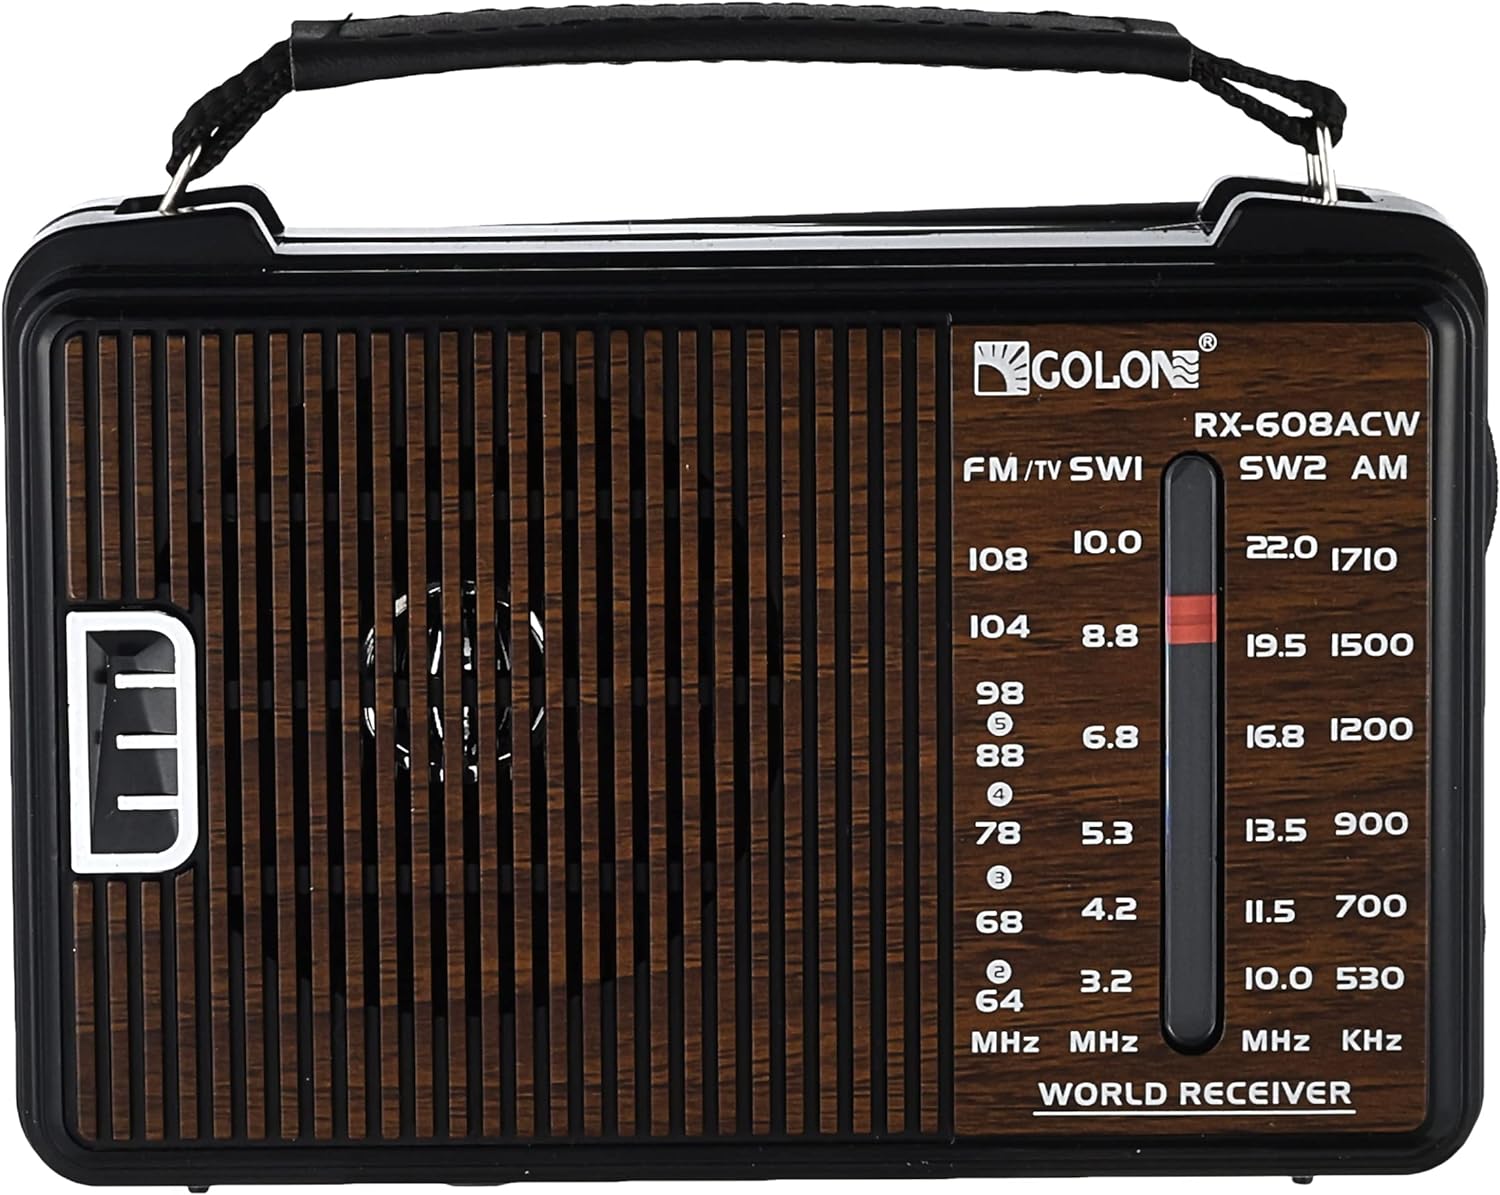 GOLON®
RX-608ACW
FM/TV SW1 SW2 AM
108 10.0 22.0 1710
104 8.8 19.5 1500
98
5
88 6.8 16.8 1200
4
78 5.3 13.5 900
3
68 4.2 11.5 700
2
64 3.2 10.0 530
MHz MHz MHz KHz
WORLD RECEIVER